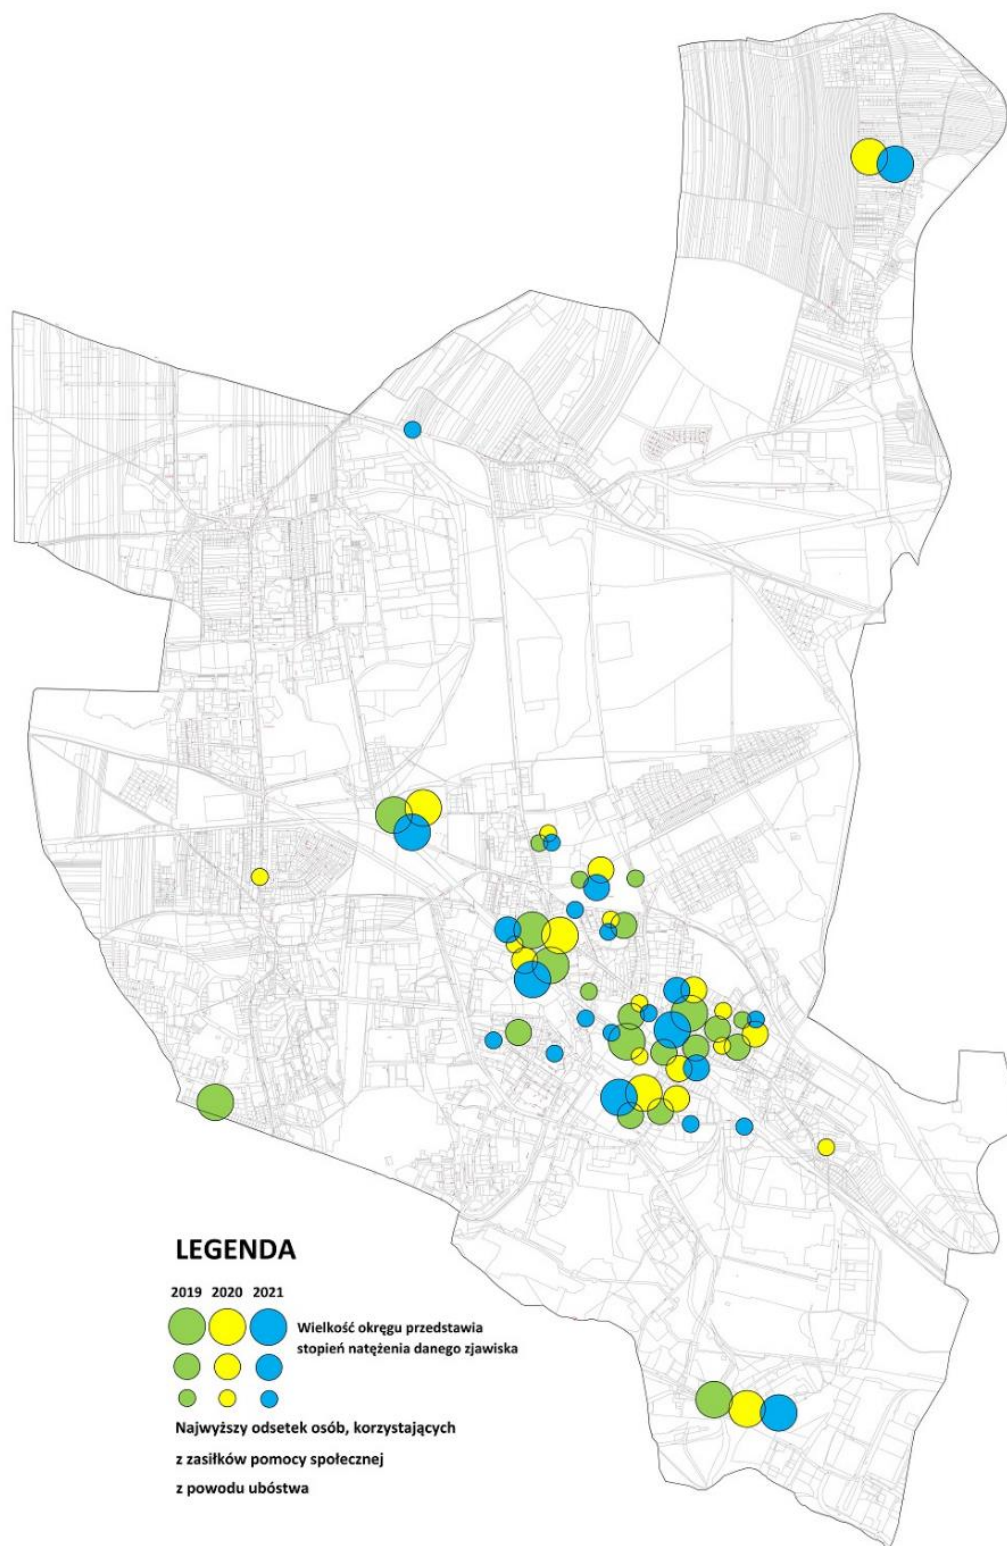 LEGENDA
2019 2020 2021
Wielkość okręgu przedstawia
stopień natężenia danego zjawiska
Najwyższy odsetek osób, korzystających
z zasiłków pomocy społecznej
z powodu ubóstwa